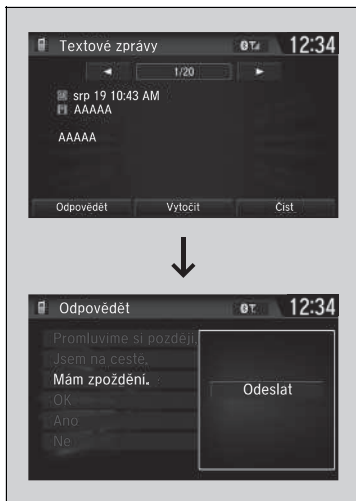 Textové zprávy 12:34
1/20
srp 19 10:43 AM
AAAAA
AAAAA
Odpovědět Vytočit Číst
Odpovědět 12:34
Promluvíme si později.
Jsem na cestě.
Mám zpoždění.
OK
Ano
Ne
Odeslat